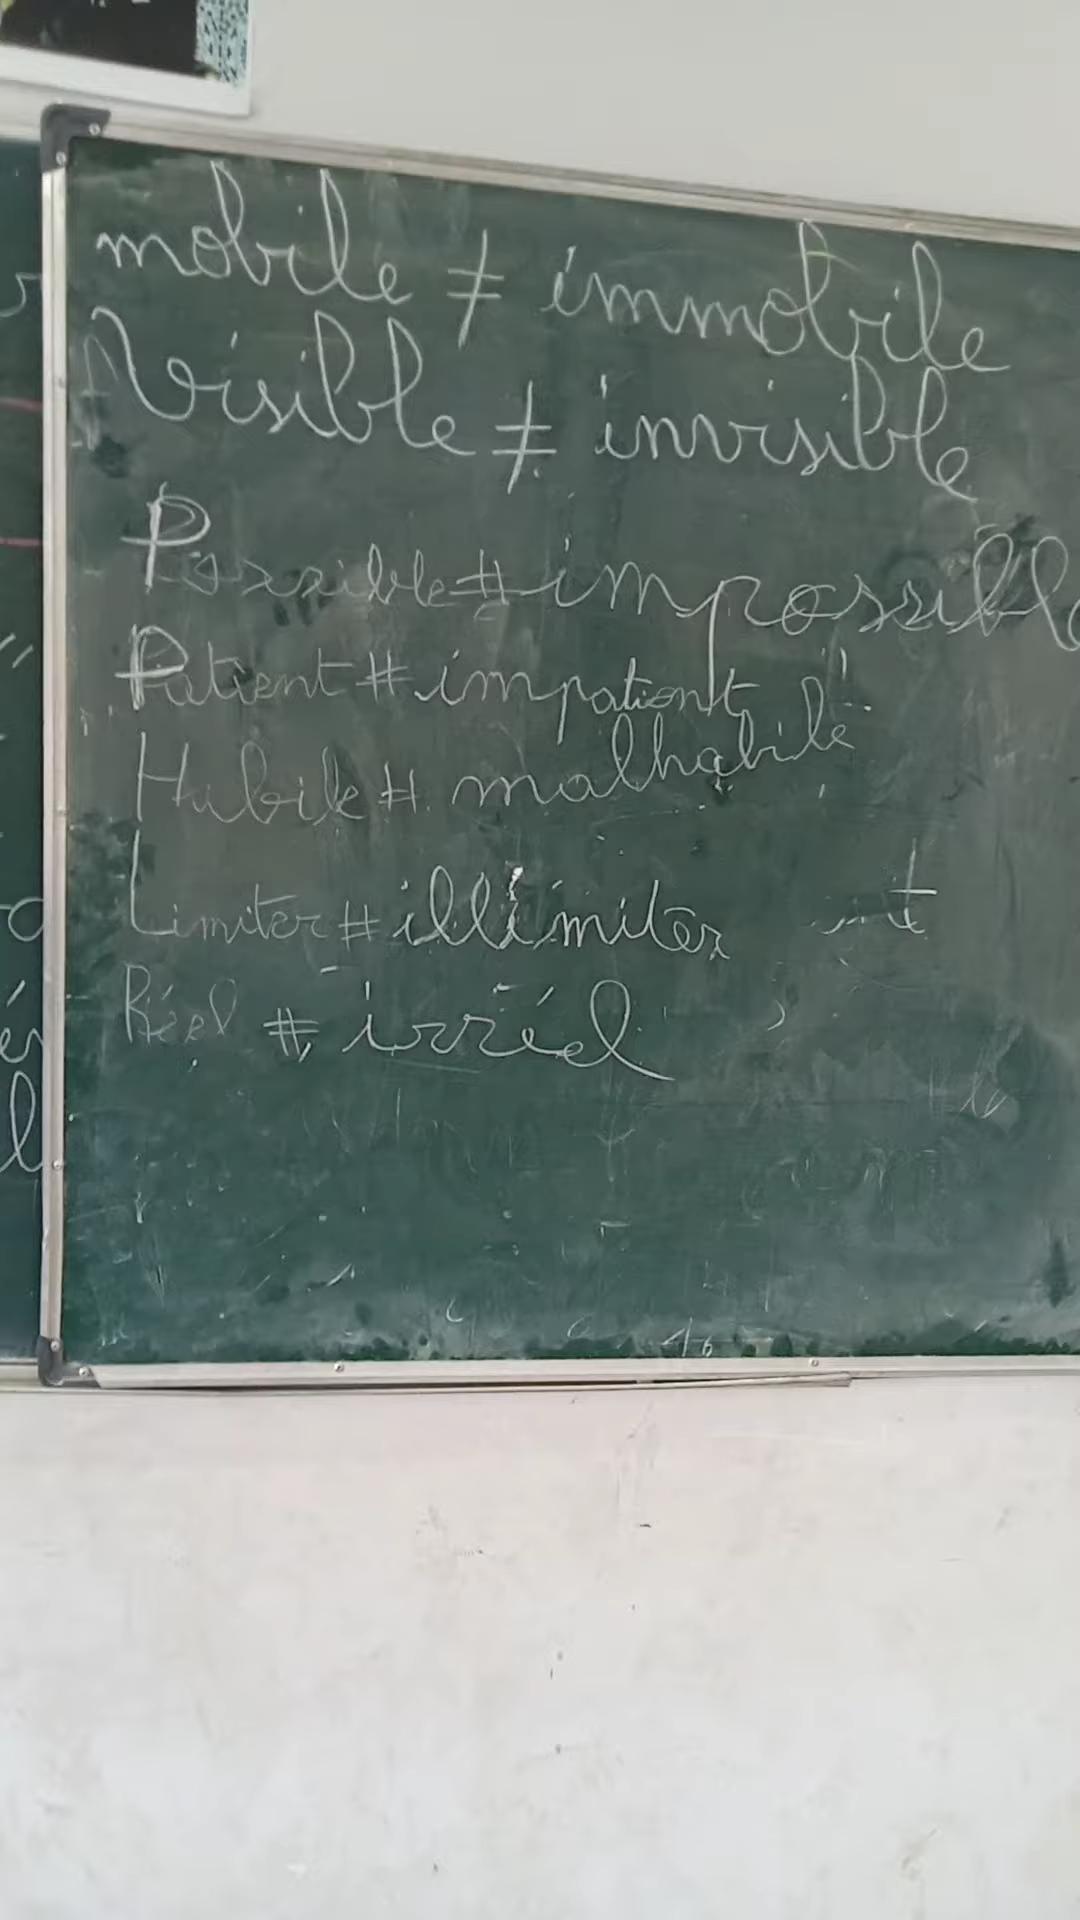 mobile ≠ immobile
Visible ≠ invisible
Possible # impossible
Patient # impatient
Habile # malhabile
Limiter # illimiter
Réel # irréel